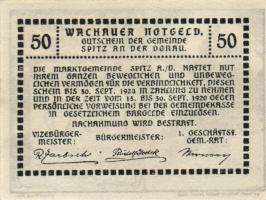 WACHAUER NOTGELD.
50 GUTSCHEIN DER GEMEINDE 50
SPITZ AN DER DONAU.
DIE MARKTGEMEINDE SPITZ A./D. HAFTET MIT
IHREM GANZEN BEWEGLICHEN UND UNBEWEG-
LICHEN VERMÖGEN FÜR DIE VERBINDLICHKEIT, DIESEN
SCHEIN BIS 30. SEPT. 1920 IN ZAHLUNG ZU NEHMEN
UND IN DER ZEIT VOM 15. BIS 30. SEPT. 1920 GEGEN
PERSÖNLICHE VORWEISUNG BEI DER GEMEINDEKASSE
IN GESETZLICHEM BARGELDE EINZULÖSEN.
NACHAHMUNG WIRD BESTRAFT.
VIZEBÜRGER- BÜRGERMEISTER: 1. GESCHÄFTSF.
MEISTER: GEM.-RAT: